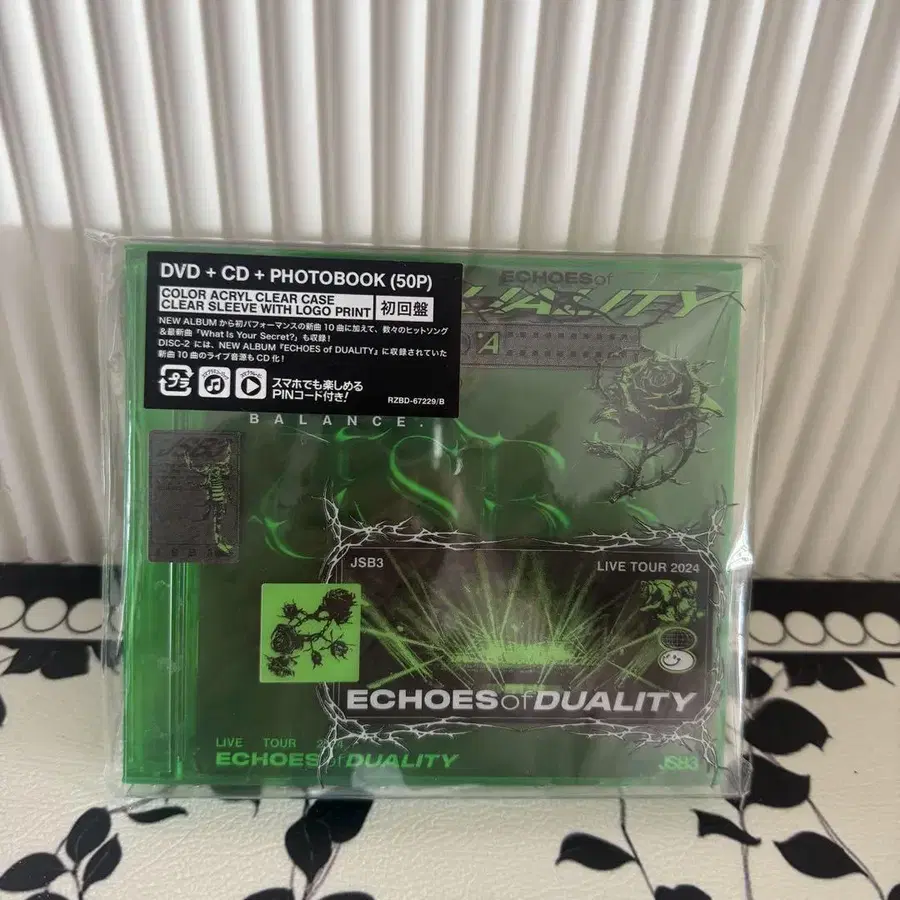 DVD + CD + PHOTOBOOK (50P)
COLOR ACRYL CLEAR CASE
CLEAR SLEEVE WITH LOGO PRINT
初回盤
NEW ALBUM から初パフォーマンスの新曲 10 曲に加えて、数々のヒットソング
&最新曲「What Is Your Secret?」も収録!
DISC-2 には、NEW ALBUM『ECHOES of DUALITY』に収録されていた
新曲 10 曲のライブ音源も CD 化!
プラ
スマホでも楽しめる
PINコード付き!
RZBD-67229/B
ECHOES of
DUALITY
A
BALANCE.
JSB3
JSB3
LIVE TOUR 2024
ECHOES of DUALITY
LIVE TOUR 2024
ECHOES of DUALITY
JSB3